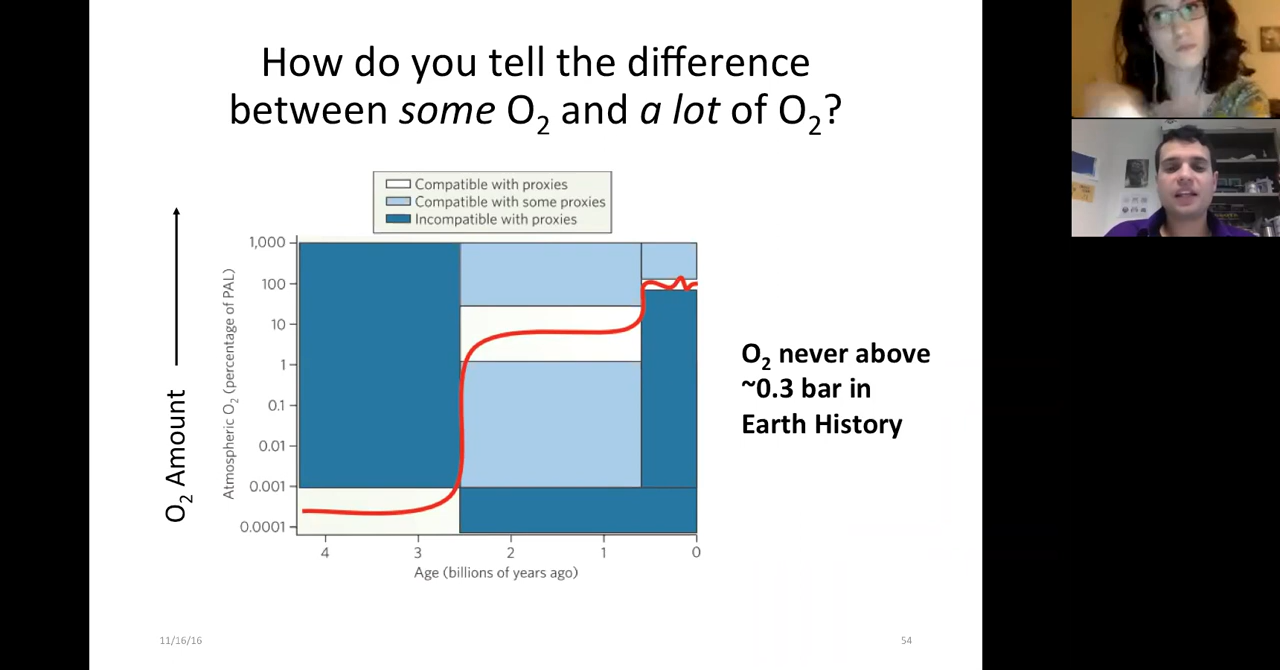 How do you tell the difference
between some O2 and a lot of O2?
Compatible with proxies
Compatible with some proxies
Incompatible with proxies
O2 Amount
Atmospheric O2 (percentage of PAL)
1,000
100
10
1
0.1
0.01
0.001
0.0001
4 3 2 1 0
Age (billions of years ago)
O2 never above
~0.3 bar in
Earth History
11/16/16
54